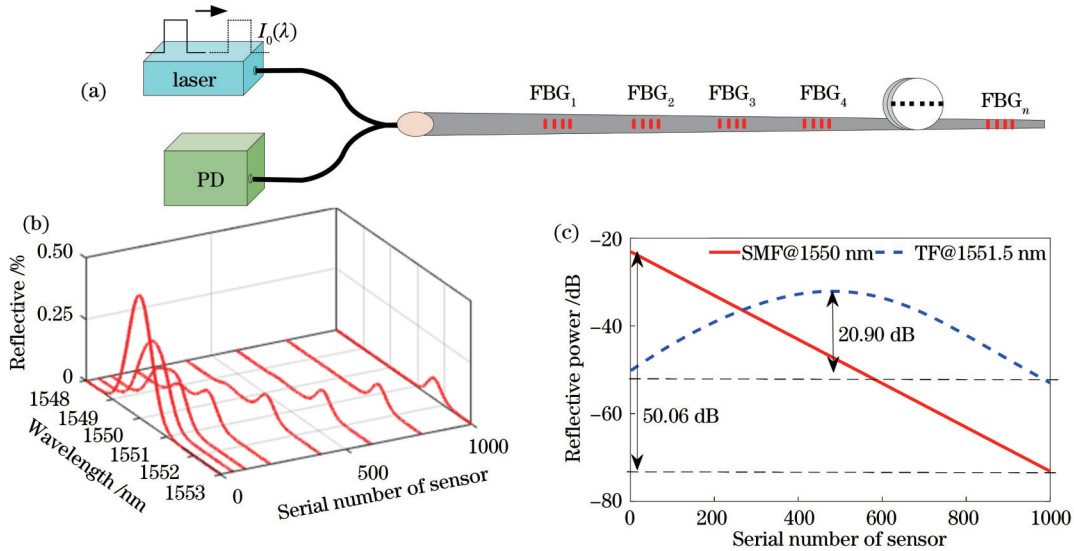 I₀(λ)
laser
(a)
FBG₁ FBG₂ FBG₃ FBG₄ FBGₙ
PD
(b)
0.50
0.25
0
Reflective /%
1548
1549
1550
1551
1552
1553
Wavelength /nm
0
500
1000
Serial number of sensor
(c)
−20
−40
−60
−80
Reflective power /dB
SMF@1550 nm TF@1551.5 nm
20.90 dB
50.06 dB
0 200 400 600 800 1000
Serial number of sensor